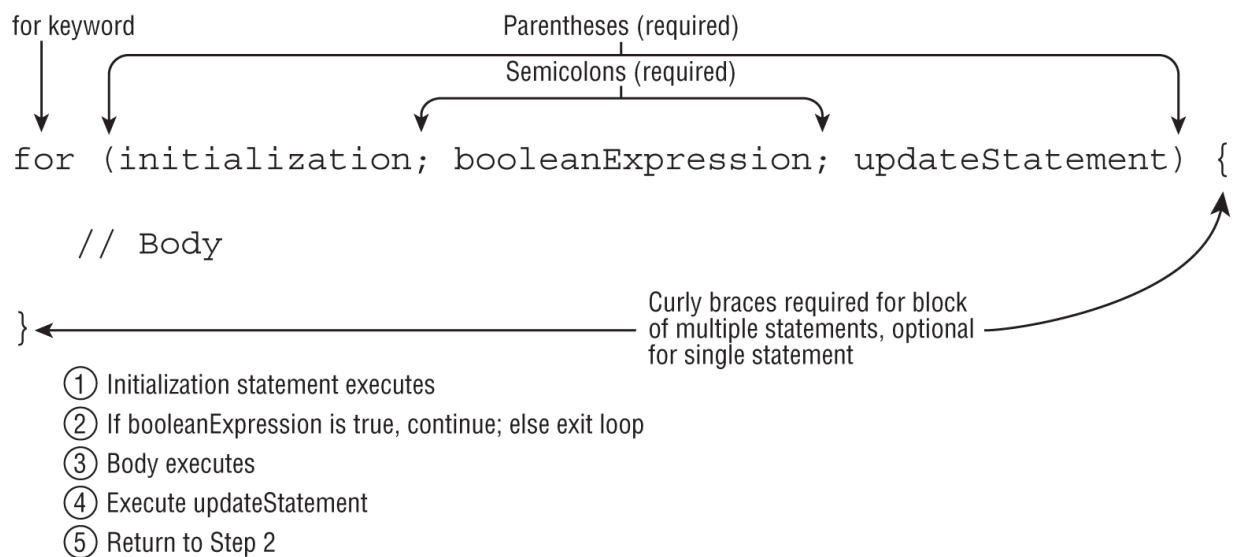 for keyword
Parentheses (required)
Semicolons (required)
for (initialization; booleanExpression; updateStatement) {
// Body
Curly braces required for block
of multiple statements, optional
for single statement
}
① Initialization statement executes
② If booleanExpression is true, continue; else exit loop
③ Body executes
④ Execute updateStatement
⑤ Return to Step 2